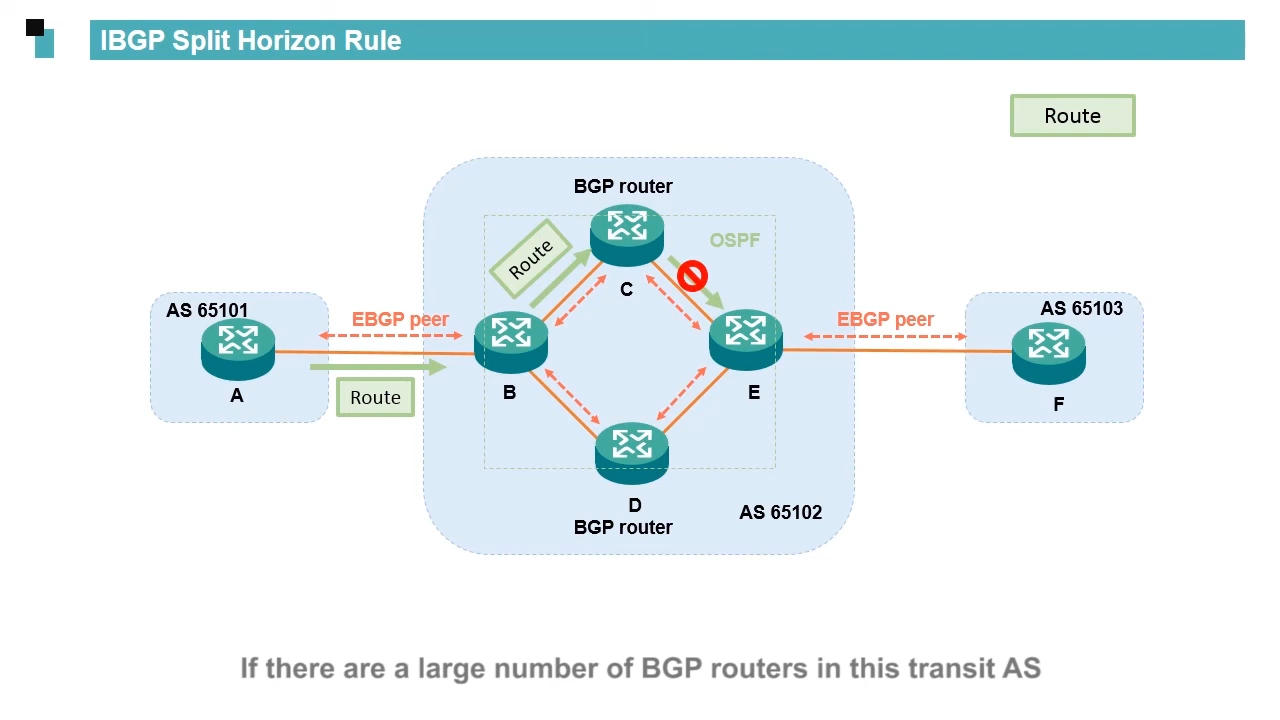 IBGP Split Horizon Rule
Route
BGP router
Route
OSPF
C
AS 65101
EBGP peer
EBGP peer
AS 65103
A
Route
B
E
F
D
BGP router
AS 65102
If there are a large number of BGP routers in this transit AS